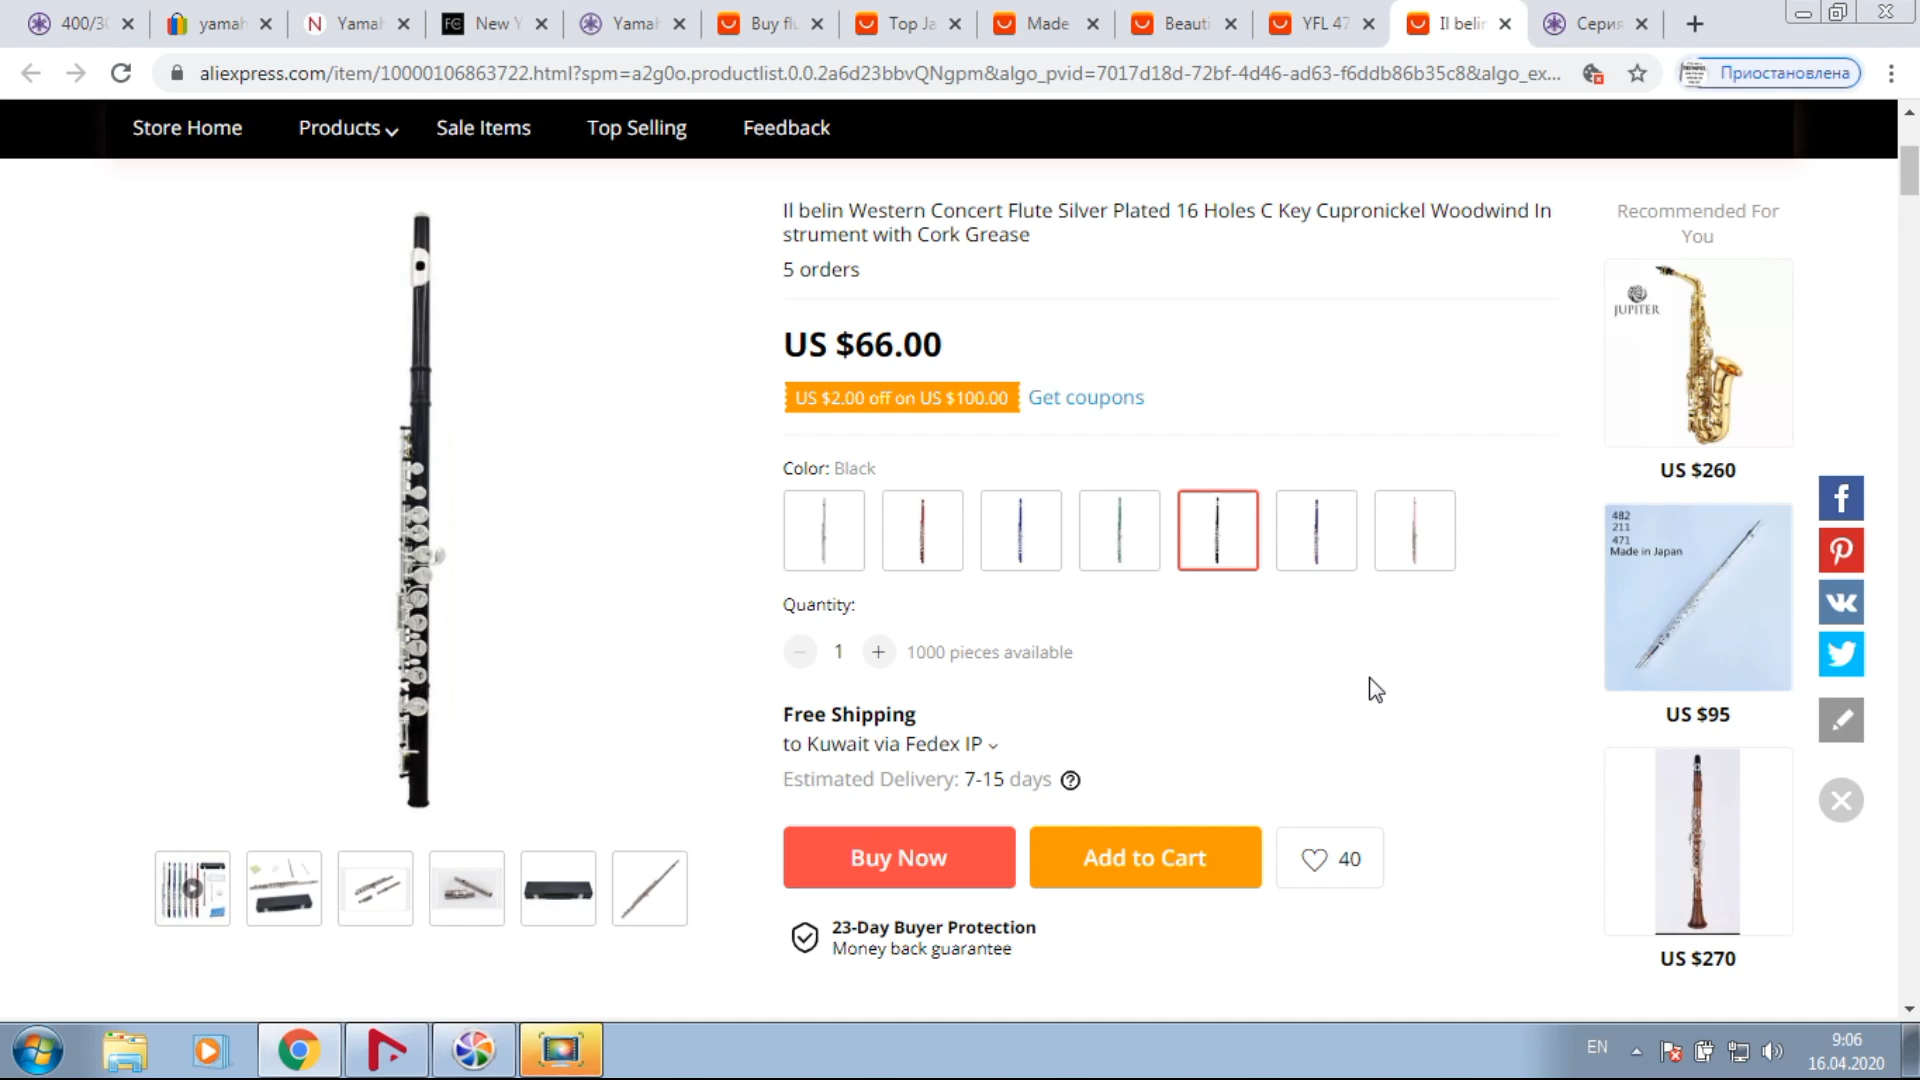 400/30
yamah
Yamah
New Y
Yamah
Buy flu
Top Ja
Made
Beauti
YFL 47
Il belin
Серия
aliexpress.com/item/10000106863722.html?spm=a2g0o.productlist.0.0.2a6d23bbvQNgpm&algo_pvid=7017d18d-72bf-4d46-ad63-f6ddb86b35c8&algo_ex...
Приостановлена
Store Home
Products
Sale Items
Top Selling
Feedback
Il belin Western Concert Flute Silver Plated 16 Holes C Key Cupronickel Woodwind In
strument with Cork Grease
5 orders
US $66.00
US $2.00 off on US $100.00
Get coupons
Color: Black
Quantity:
1
1000 pieces available
Free Shipping
to Kuwait via Fedex IP
Estimated Delivery: 7-15 days
Buy Now
Add to Cart
40
23-Day Buyer Protection
Money back guarantee
Recommended For
You
JUPITER
US $260
482
211
471
Made in Japan
US $95
US $270
EN
9:06
16.04.2020